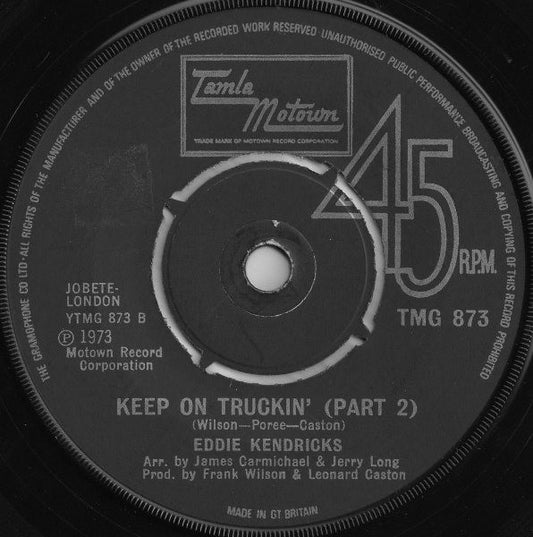 THE GRAMOPHONE CO LTD·ALL RIGHTS OF THE MANUFACTURER AND OF THE OWNER OF THE RECORDED WORK RESERVED UNAUTHORISED PUBLIC PERFORMANCE BROADCASTING AND COPYING OF THIS RECORD PROHIBITED
Tamla
Motown
TRADE MARK OF MOTOWN RECORD CORPORATION
45
R.P.M.
JOBETE-
LONDON
YTMG 873 B
℗ 1973
Motown Record
Corporation
TMG 873
KEEP ON TRUCKIN' (PART 2)
(Wilson—Poree—Caston)
EDDIE KENDRICKS
Arr. by James Carmichael & Jerry Long
Prod. by Frank Wilson & Leonard Caston
MADE IN GT BRITAIN